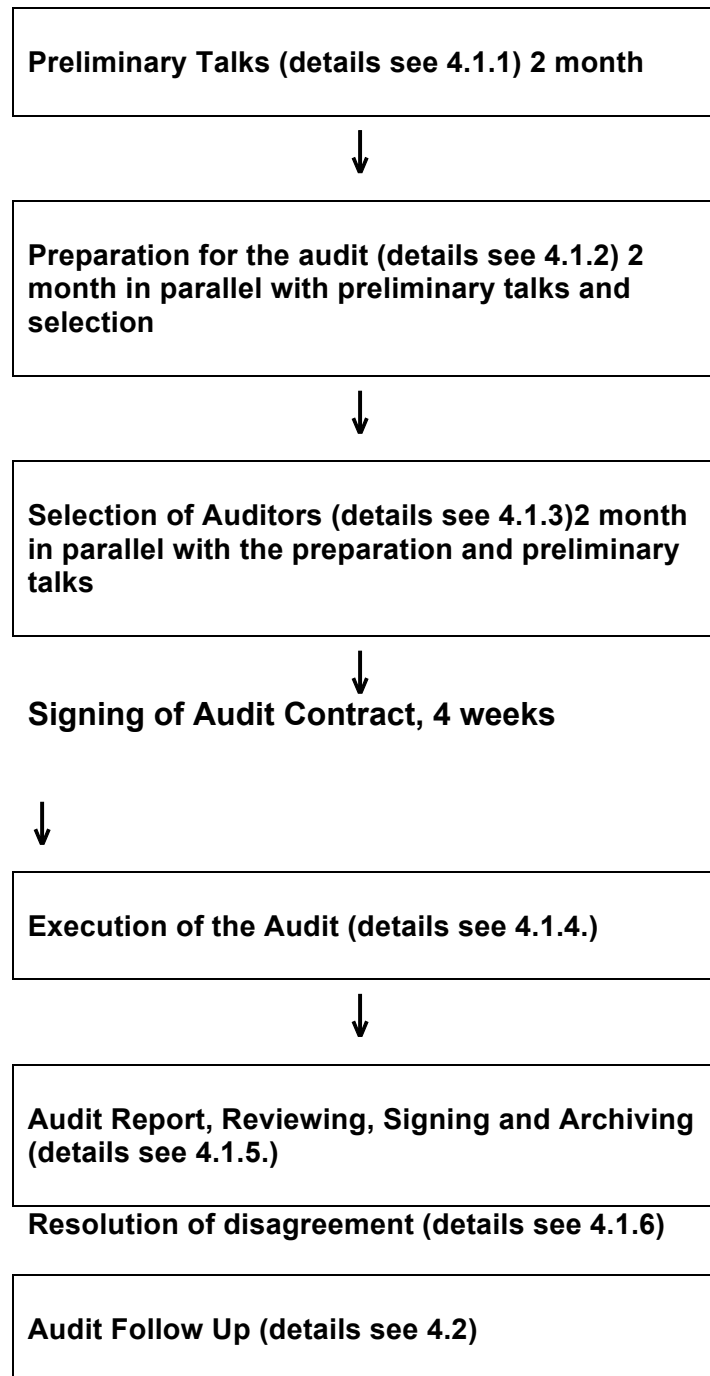 Preliminary Talks (details see 4.1.1) 2 month
Preparation for the audit (details see 4.1.2) 2
month in parallel with preliminary talks and
selection
Selection of Auditors (details see 4.1.3)2 month
in parallel with the preparation and preliminary
talks
Signing of Audit Contract, 4 weeks
Execution of the Audit (details see 4.1.4.)
Audit Report, Reviewing, Signing and Archiving
(details see 4.1.5.)
Resolution of disagreement (details see 4.1.6)
Audit Follow Up (details see 4.2)